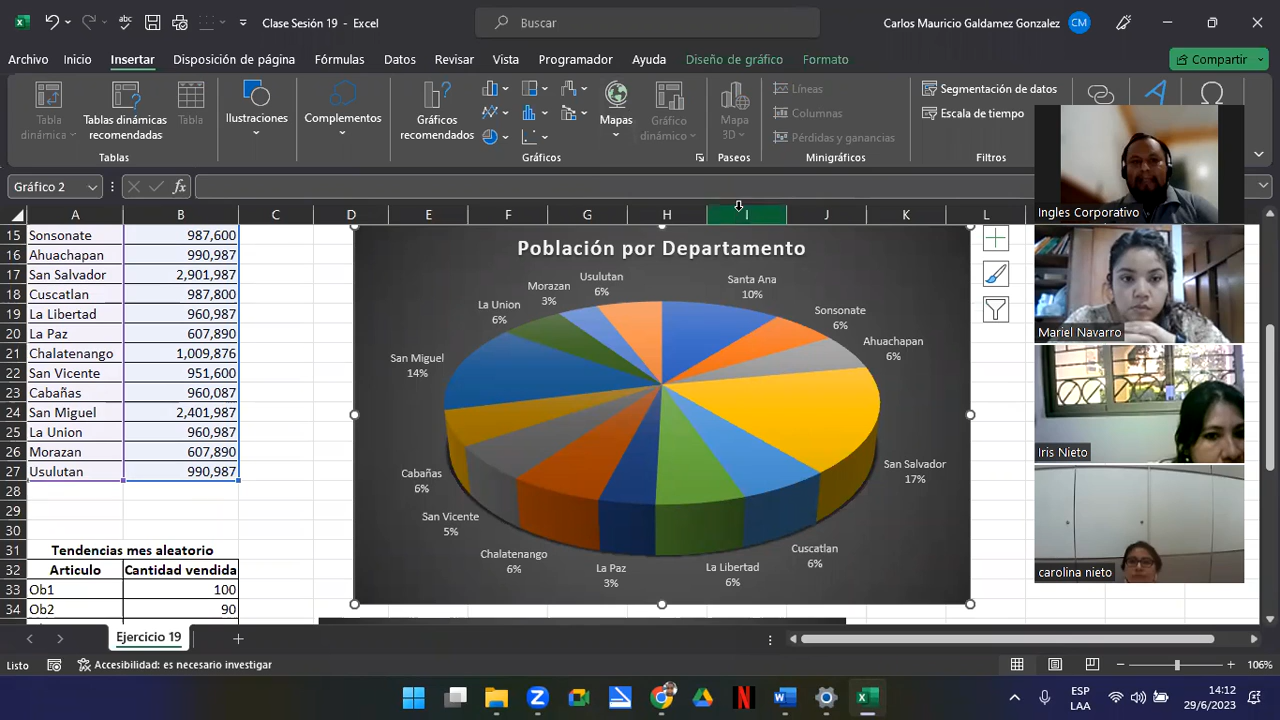 Clase Sesión 19 - Excel
Buscar
Carlos Mauricio Galdamez Gonzalez
CM
Archivo Inicio Insertar Disposición de página Fórmulas Datos Revisar Vista Programador Ayuda Diseño de gráfico Formato
Compartir
Tabla dinámica
Tablas dinámicas recomendadas
Tabla
Ilustraciones
Complementos
Gráficos recomendados
Mapas
Gráfico dinámico
Mapa 3D
Líneas
Columnas
Pérdidas y ganancias
Segmentación de datos
Escala de tiempo
Tablas
Gráficos
Paseos
Minigráficos
Filtros
Gráfico 2
fx
A B C D E F G H I J K L
15 Sonsonate 987,600
16 Ahuachapan 990,987
17 San Salvador 2,901,987
18 Cuscatlan 987,800
19 La Libertad 960,987
20 La Paz 607,890
21 Chalatenango 1,009,876
22 San Vicente 951,600
23 Cabañas 960,087
24 San Miguel 2,401,987
25 La Union 960,987
26 Morazan 607,890
27 Usulutan 990,987
28
29
30
31 Tendencias mes aleatorio
32 Articulo Cantidad vendida
33 Ob1 100
34 Ob2 90
Población por Departamento
Santa Ana
10%
Sonsonate
6%
Ahuachapan
6%
San Salvador
17%
Cuscatlan
6%
La Libertad
6%
La Paz
3%
Chalatenango
6%
San Vicente
5%
Cabañas
6%
San Miguel
14%
La Union
6%
Morazan
3%
Usulutan
6%
Ingles Corporativo
Mariel Navarro
Iris Nieto
carolina nieto
Ejercicio 19
Listo
Accesibilidad: es necesario investigar
106%
ESP
LAA
14:12
29/6/2023